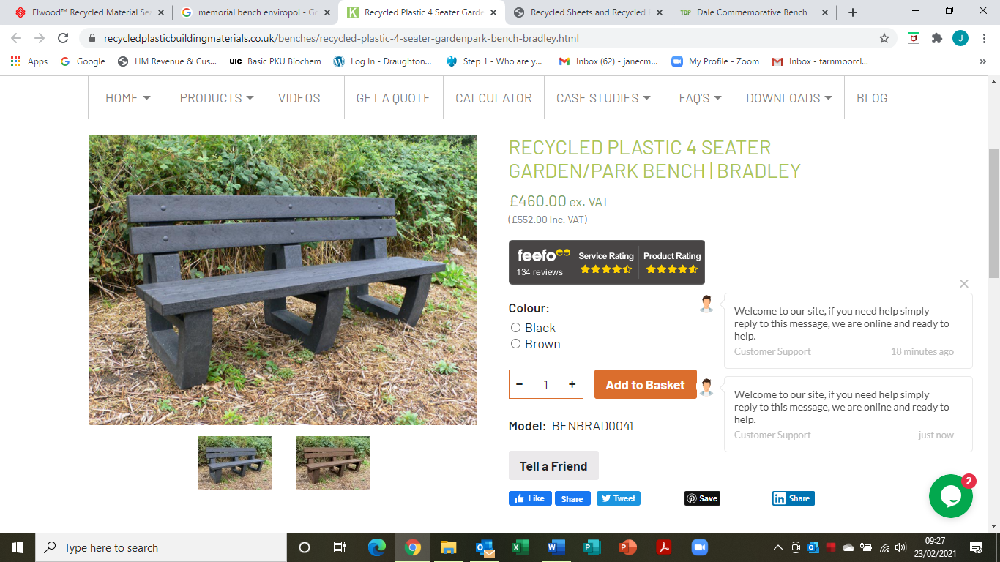 Elwood™ Recycled Material Se
memorial bench enviropol - Go
Recycled Plastic 4 Seater Garde
Recycled Sheets and Recycled
TDP Dale Commemorative Bench
recycledplasticbuildingmaterials.co.uk/benches/recycled-plastic-4-seater-gardenpark-bench-bradley.html
J
Apps
Google
HM Revenue & Cus...
UIC Basic PKU Biochem
Log In - Draughton...
Step 1 - Who are y...
Inbox (62) - janecm...
My Profile - Zoom
Inbox - tarnmoorcl...
»
HOME
PRODUCTS
VIDEOS
GET A QUOTE
CALCULATOR
CASE STUDIES
FAQ'S
DOWNLOADS
BLOG
RECYCLED PLASTIC 4 SEATER
GARDEN/PARK BENCH | BRADLEY
£460.00 ex. VAT
(£552.00 Inc. VAT)
feefo
134 reviews
Service Rating
Product Rating
Colour:
Black
Brown
- 1 +
Add to Basket
Model: BENBRAD0041
Tell a Friend
Like
Share
Tweet
Save
in Share
Welcome to our site, if you need help simply
reply to this message, we are online and ready to
help.
Customer Support 18 minutes ago
Welcome to our site, if you need help simply
reply to this message, we are online and ready to
help.
Customer Support just now
2
Type here to search
09:27
23/02/2021